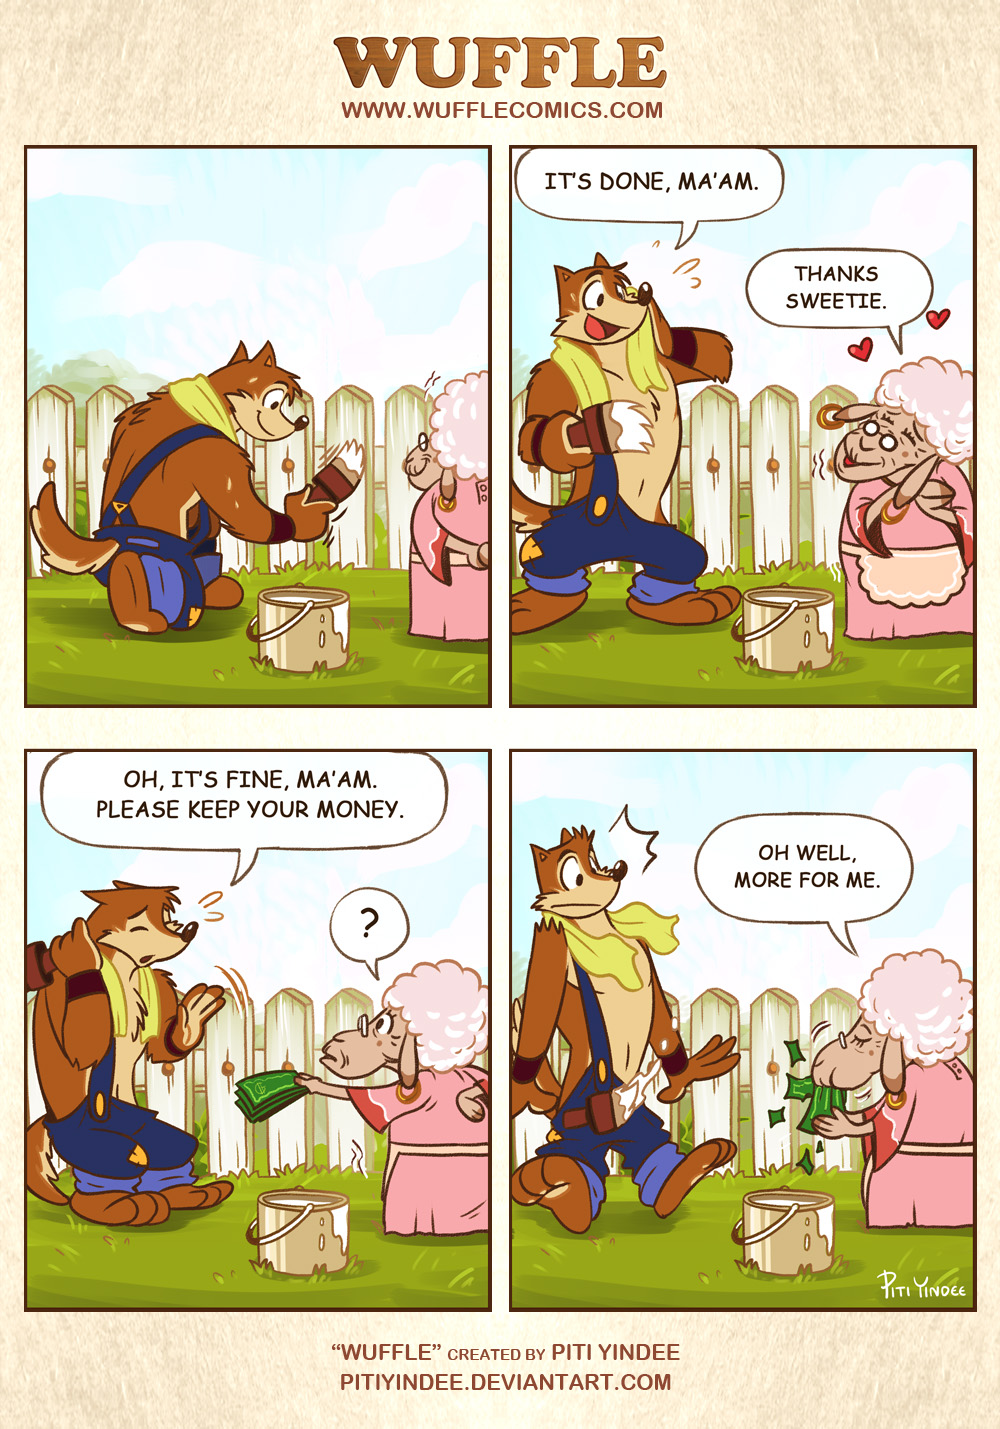 WUFFLE
WWW.WUFFLECOMICS.COM
IT'S DONE, MA'AM.
THANKS
SWEETIE.
OH, IT'S FINE, MA'AM.
PLEASE KEEP YOUR MONEY.
?
$
OH WELL,
MORE FOR ME.
PITI YINDEE
“WUFFLE” CREATED BY PITI YINDEE
PITIYINDEE.DEVIANTART.COM